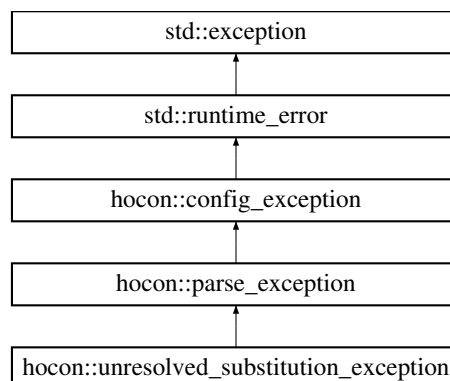 std::exception
std::runtime_error
hocon::config_exception
hocon::parse_exception
hocon::unresolved_substitution_exception